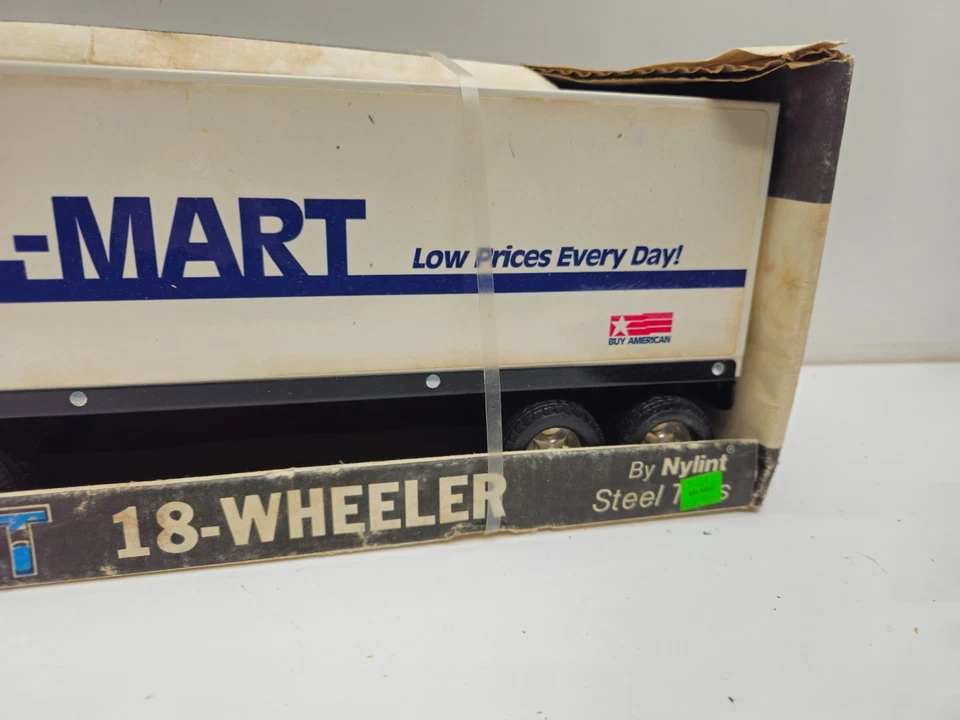 -MART
Low Prices Every Day!
BUY AMERICAN
By Nylint®
T 18-WHEELER
Steel